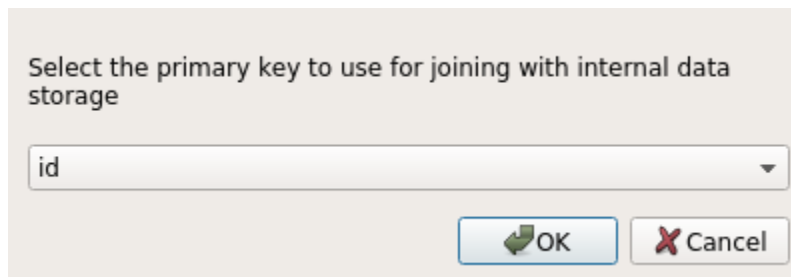 Select the primary key to use for joining with internal data
storage
id
OK
Cancel